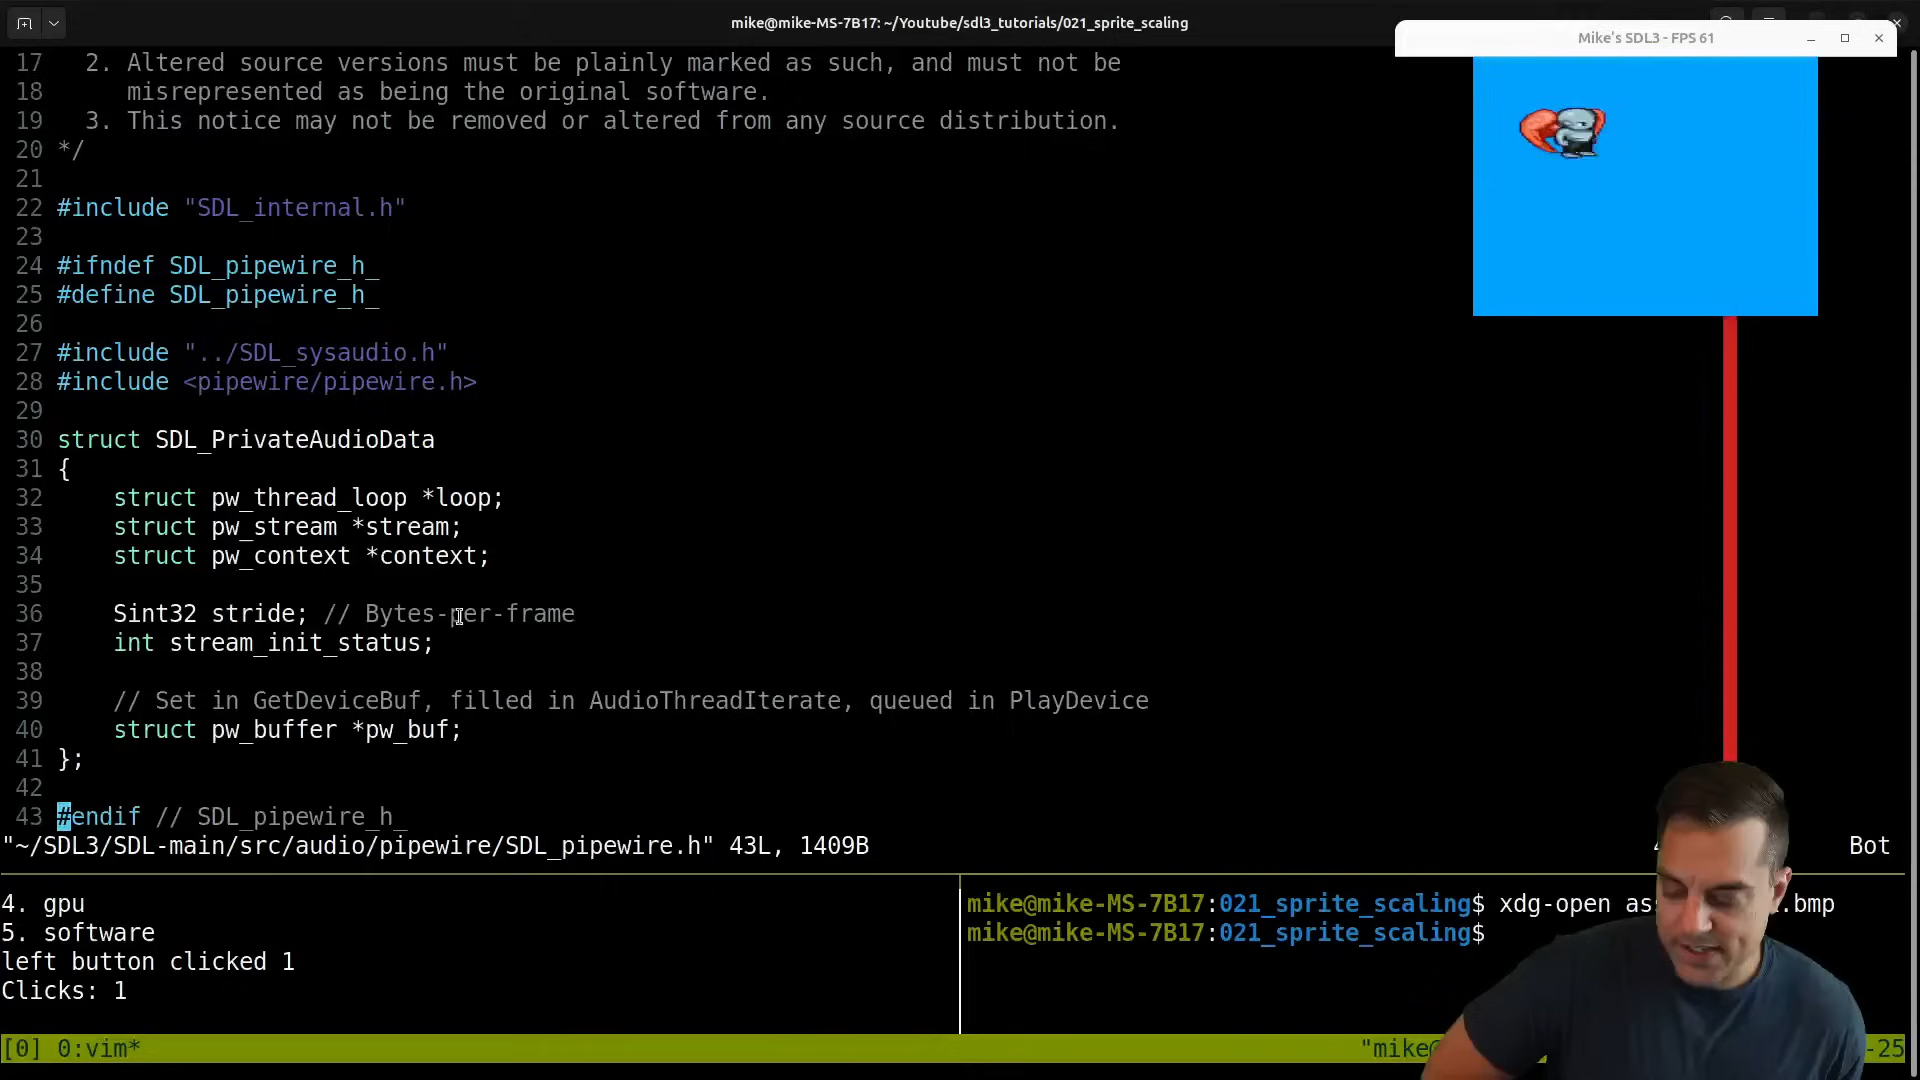 mike@mike-MS-7B17: ~/Youtube/sdl3_tutorials/021_sprite_scaling
Mike's SDL3 - FPS 61
17   2. Altered source versions must be plainly marked as such, and must not be
18      misrepresented as being the original software.
19   3. This notice may not be removed or altered from any source distribution.
20 */
21
22 #include "SDL_internal.h"
23
24 #ifndef SDL_pipewire_h_
25 #define SDL_pipewire_h_
26
27 #include "../SDL_sysaudio.h"
28 #include <pipewire/pipewire.h>
29
30 struct SDL_PrivateAudioData
31 {
32     struct pw_thread_loop *loop;
33     struct pw_stream *stream;
34     struct pw_context *context;
35
36     Sint32 stride; // Bytes-per-frame
37     int stream_init_status;
38
39     // Set in GetDeviceBuf, filled in AudioThreadIterate, queued in PlayDevice
40     struct pw_buffer *pw_buf;
41 };
42
43 #endif // SDL_pipewire_h_
"~/SDL3/SDL-main/src/audio/pipewire/SDL_pipewire.h" 43L, 1409B Bot
4. gpu
5. software
left button clicked 1
Clicks: 1
mike@mike-MS-7B17:021_sprite_scaling$ xdg-open .bmp
mike@mike-MS-7B17:021_sprite_scaling$
[0] 0:vim* "mike@ -25